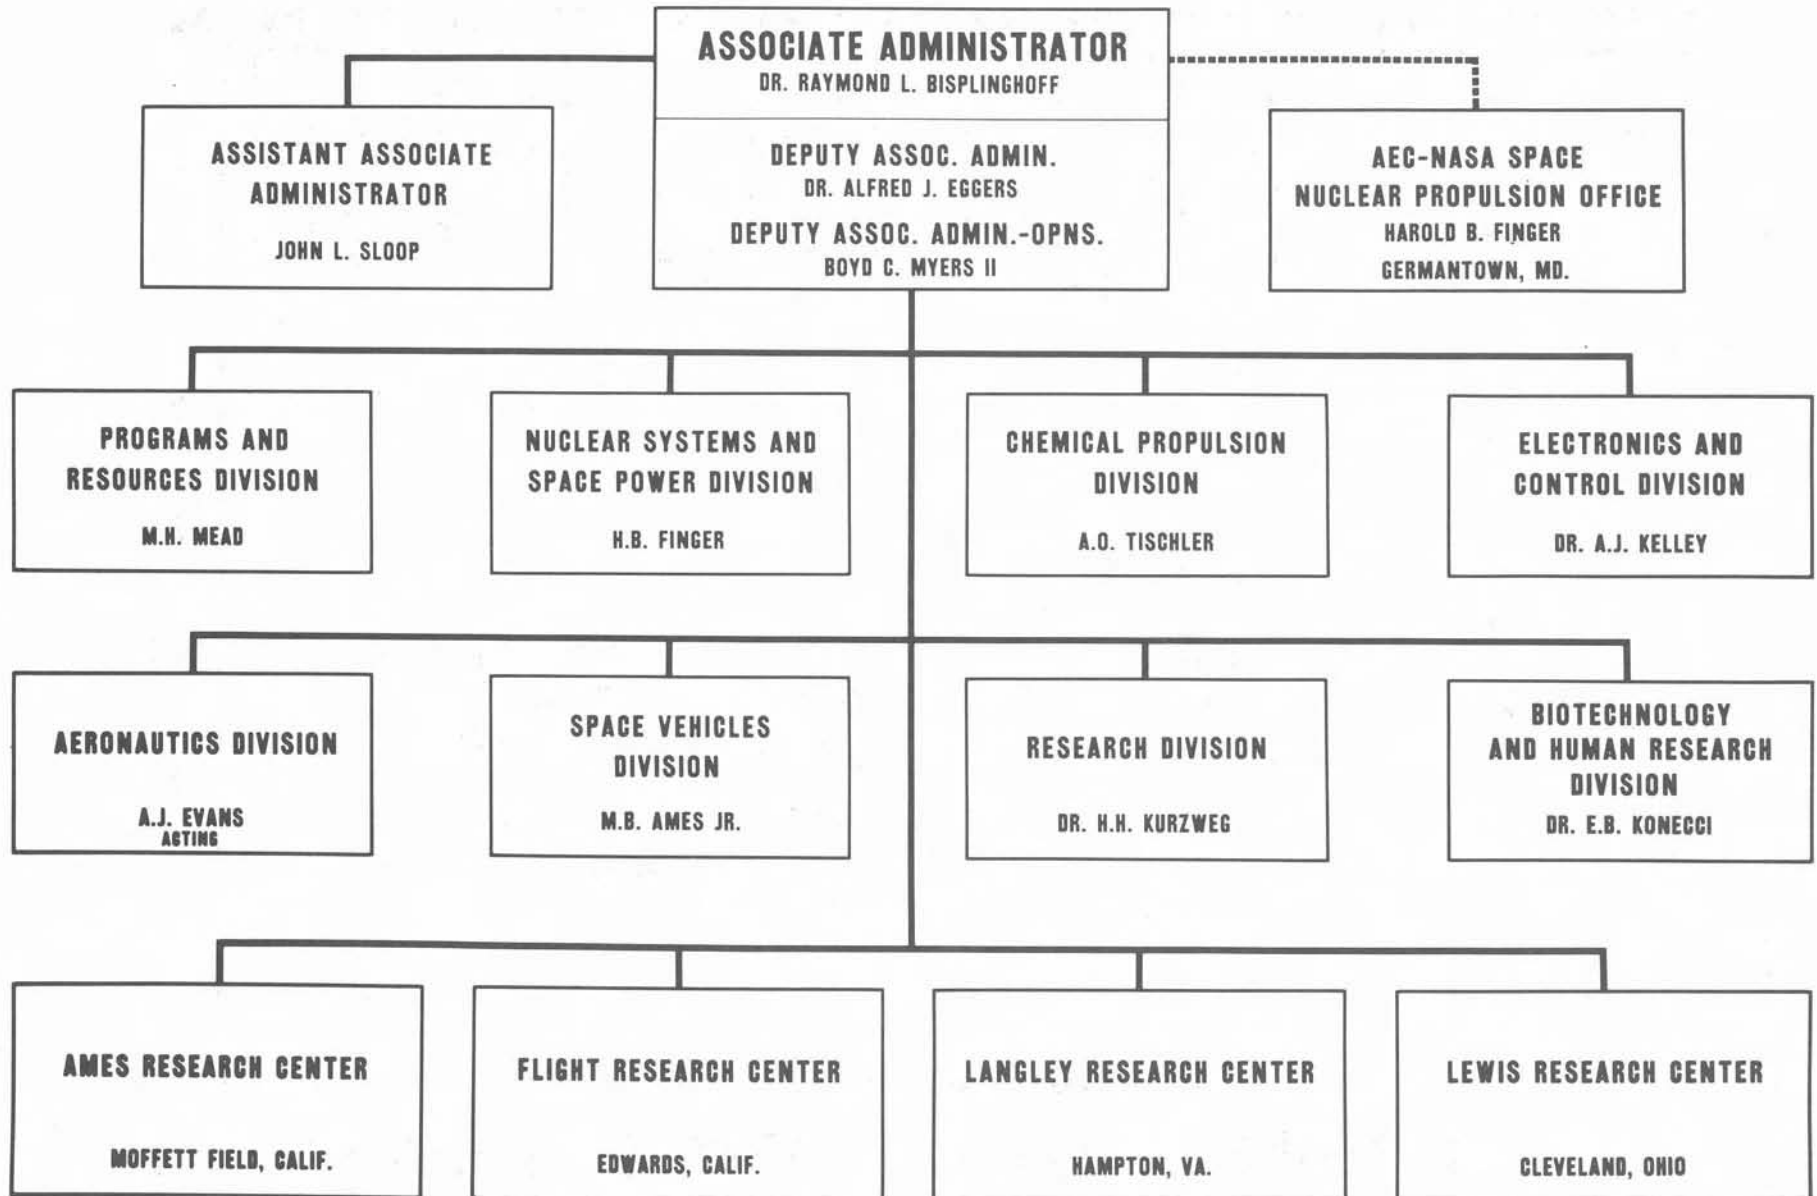 ASSOCIATE ADMINISTRATOR
DR. RAYMOND L. BISPLINGHOFF
DEPUTY ASSOC. ADMIN.
DR. ALFRED J. EGGERS
DEPUTY ASSOC. ADMIN.-OPNS.
BOYD C. MYERS II
ASSISTANT ASSOCIATE
ADMINISTRATOR
JOHN L. SLOOP
AEC-NASA SPACE
NUCLEAR PROPULSION OFFICE
HAROLD B. FINGER
GERMANTOWN, MD.
PROGRAMS AND
RESOURCES DIVISION
M.H. MEAD
NUCLEAR SYSTEMS AND
SPACE POWER DIVISION
H.B. FINGER
CHEMICAL PROPULSION
DIVISION
A.O. TISCHLER
ELECTRONICS AND
CONTROL DIVISION
DR. A.J. KELLEY
AERONAUTICS DIVISION
A.J. EVANS
ACTING
SPACE VEHICLES
DIVISION
M.B. AMES JR.
RESEARCH DIVISION
DR. H.H. KURZWEG
BIOTECHNOLOGY
AND HUMAN RESEARCH
DIVISION
DR. E.B. KONECCI
AMES RESEARCH CENTER
MOFFETT FIELD, CALIF.
FLIGHT RESEARCH CENTER
EDWARDS, CALIF.
LANGLEY RESEARCH CENTER
HAMPTON, VA.
LEWIS RESEARCH CENTER
CLEVELAND, OHIO